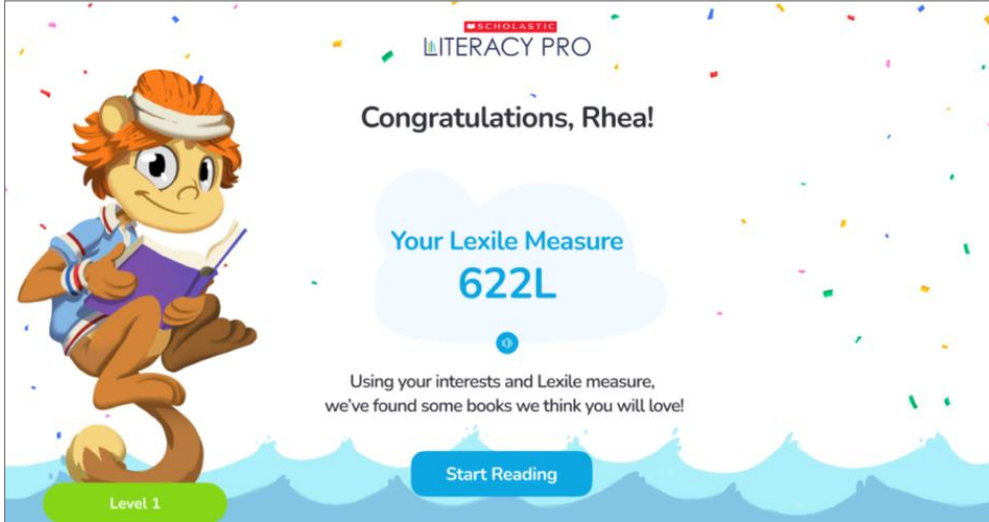 SCHOLASTIC
LITERACY PRO
Congratulations, Rhea!
Your Lexile Measure
622L
Using your interests and Lexile measure,
we've found some books we think you will love!
Start Reading
Level 1